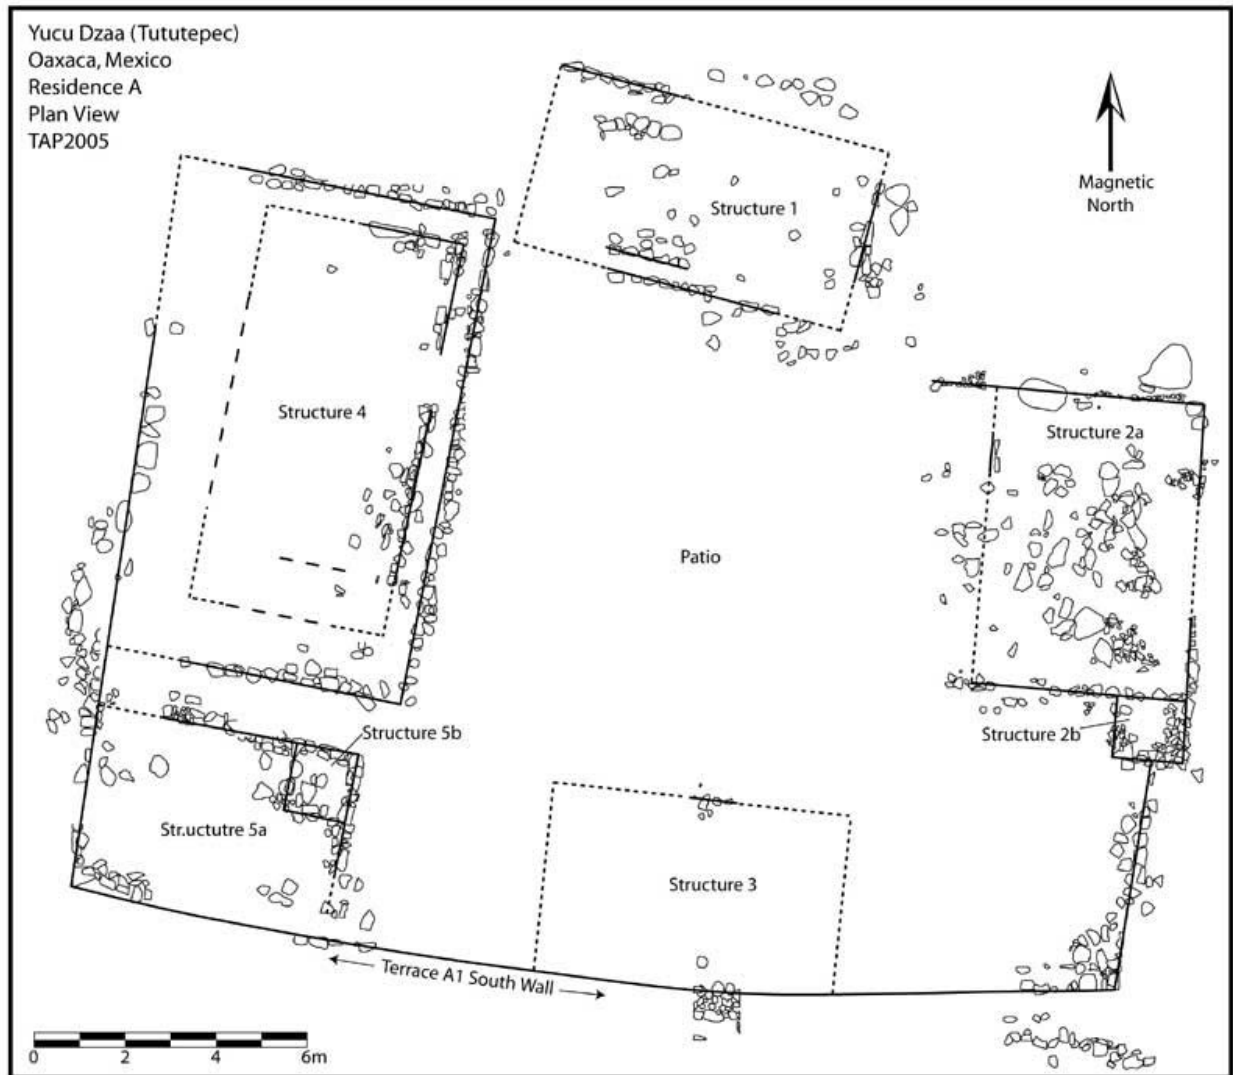 Yucu Dzaa (Tututepec)
Oaxaca, Mexico
Residence A
Plan View
TAP2005
Magnetic
North
Structure 1
Structure 4
Structure 2a
Patio
Structure 5b
Structure 2b
Str.uctutre 5a
Structure 3
Terrace A1 South Wall
0 2 4 6m